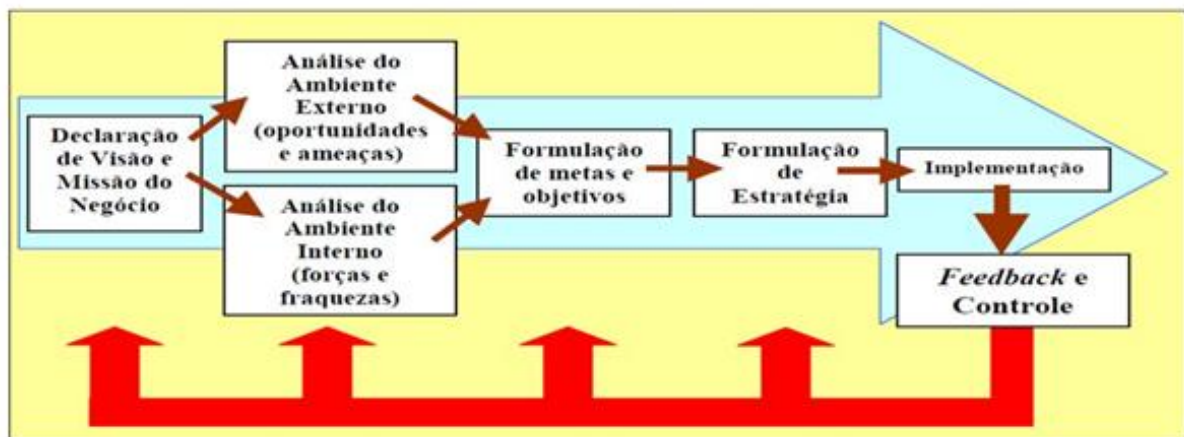 Declaração
de Visão e
Missão do
Negócio
Análise do
Ambiente
Externo
(oportunidades
e ameaças)
Análise do
Ambiente
Interno
(forças e
fraquezas)
Formulação
de metas e
objetivos
Formulação
de
Estratégia
Implementação
Feedback e
Controle